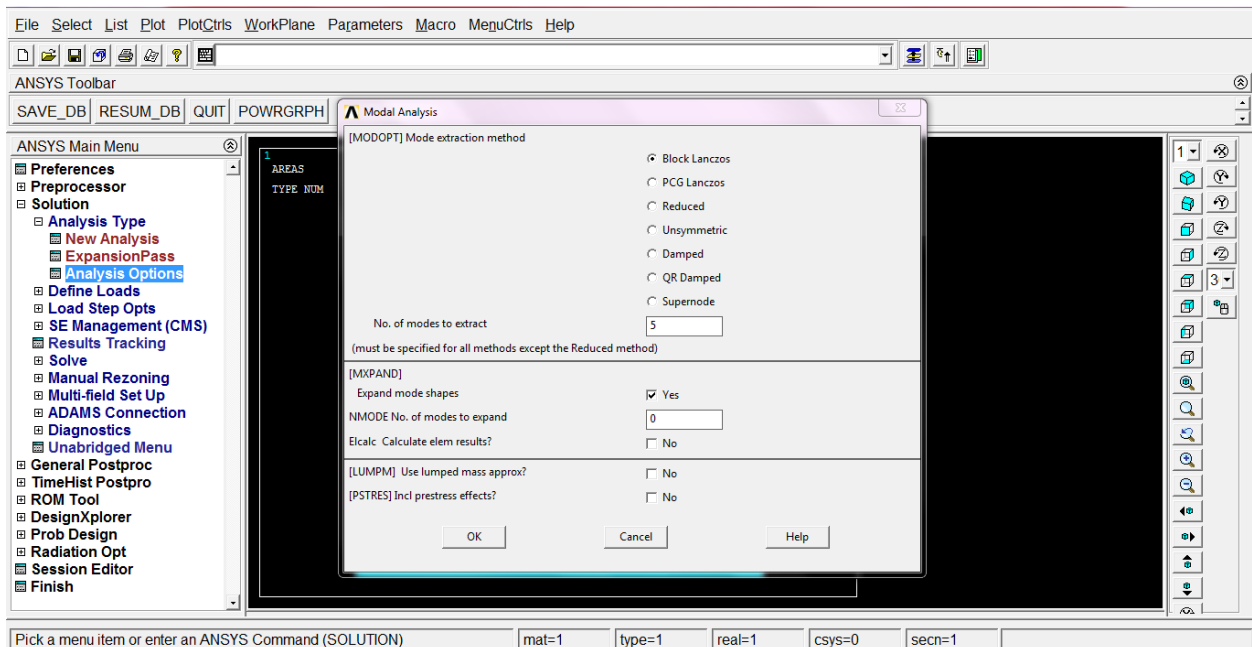 File Select List Plot PlotCtrls WorkPlane Parameters Macro MenuCtrls Help
ANSYS Toolbar
SAVE_DB RESUM_DB QUIT POWRGRPH
ANSYS Main Menu
Preferences
Preprocessor
Solution
Analysis Type
New Analysis
ExpansionPass
Analysis Options
Define Loads
Load Step Opts
SE Management (CMS)
Results Tracking
Solve
Manual Rezoning
Multi-field Set Up
ADAMS Connection
Diagnostics
Unabridged Menu
General Postproc
TimeHist Postpro
ROM Tool
DesignXplorer
Prob Design
Radiation Opt
Session Editor
Finish
1
AREAS
TYPE NUM
Modal Analysis
[MODOPT] Mode extraction method
Block Lanczos
PCG Lanczos
Reduced
Unsymmetric
Damped
QR Damped
Supernode
No. of modes to extract 5
(must be specified for all methods except the Reduced method)
[MXPAND]
Expand mode shapes Yes
NMODE No. of modes to expand 0
Elcalc Calculate elem results? No
[LUMPM] Use lumped mass approx? No
[PSTRES] Incl prestress effects? No
OK Cancel Help
1
3
Pick a menu item or enter an ANSYS Command (SOLUTION) mat=1 type=1 real=1 csys=0 secn=1